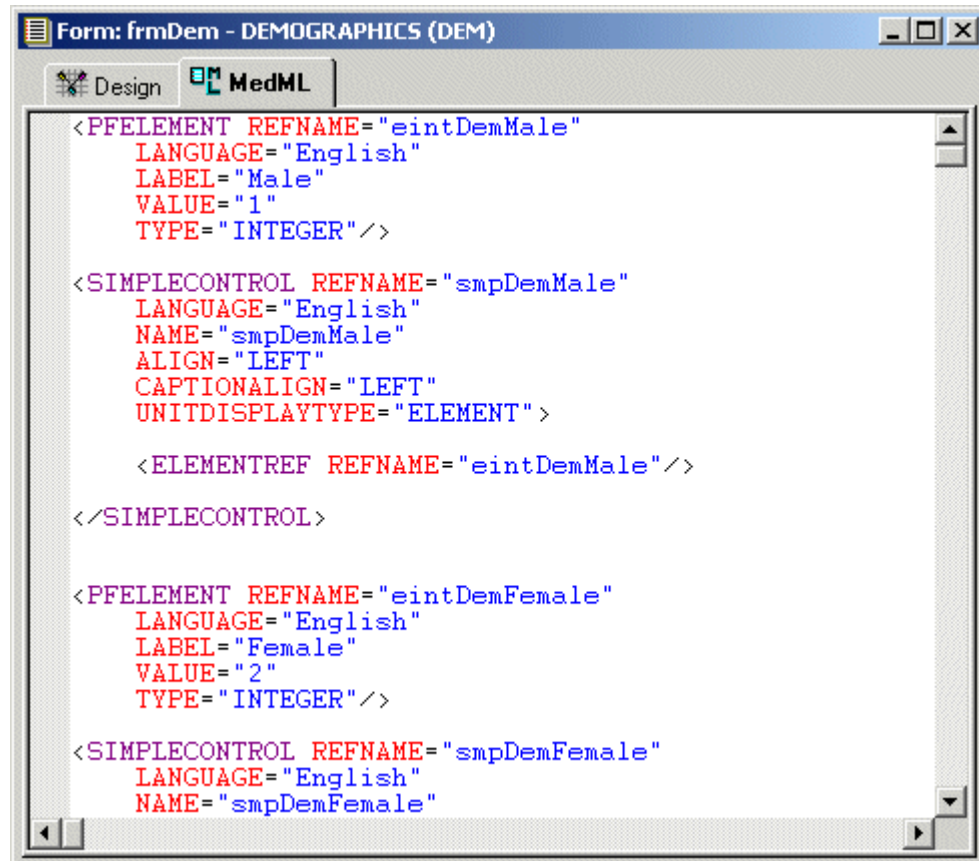 Form: frmDem - DEMOGRAPHICS (DEM)
Design MedML
<PFELEMENT REFNAME="eintDemMale"
LANGUAGE="English"
LABEL="Male"
VALUE="1"
TYPE="INTEGER"/>
<SIMPLECONTROL REFNAME="smpDemMale"
LANGUAGE="English"
NAME="smpDemMale"
ALIGN="LEFT"
CAPTIONALIGN="LEFT"
UNITDISPLAYTYPE="ELEMENT">
<ELEMENTREF REFNAME="eintDemMale"/>
</SIMPLECONTROL>
<PFELEMENT REFNAME="eintDemFemale"
LANGUAGE="English"
LABEL="Female"
VALUE="2"
TYPE="INTEGER"/>
<SIMPLECONTROL REFNAME="smpDemFemale"
LANGUAGE="English"
NAME="smpDemFemale"